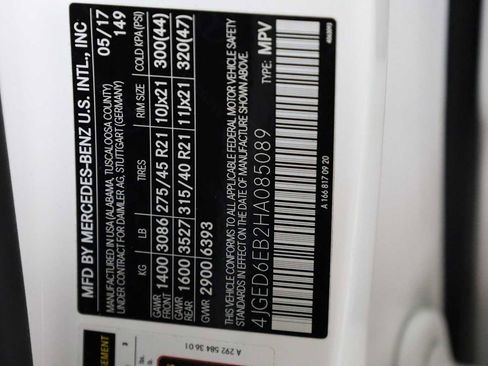 MFD BY MERCEDES-BENZ U.S. INTL., INC
MANUFACTURED IN USA (ALABAMA, TUSCALOOSA COUNTY) 05/17
UNDER CONTRACT FOR DAIMLER AG, STUTTGART (GERMANY) 149
KG LB TIRES RIM SIZE COLD KPA(PSI)
GAWR FRONT 1400 3086 275/45 R21 10Jx21 300(44)
GAWR REAR 1600 3527 315/40 R21 11Jx21 320(47)
GVWR 2900 6393
THIS VEHICLE CONFORMS TO ALL APPLICABLE FEDERAL MOTOR VEHICLE SAFETY
STANDARDS IN EFFECT ON THE DATE OF MANUFACTURE SHOWN ABOVE.
TYPE: MPV
4JGED6EB2HA085089
A 166 817 09 20
A 292 584 36 01